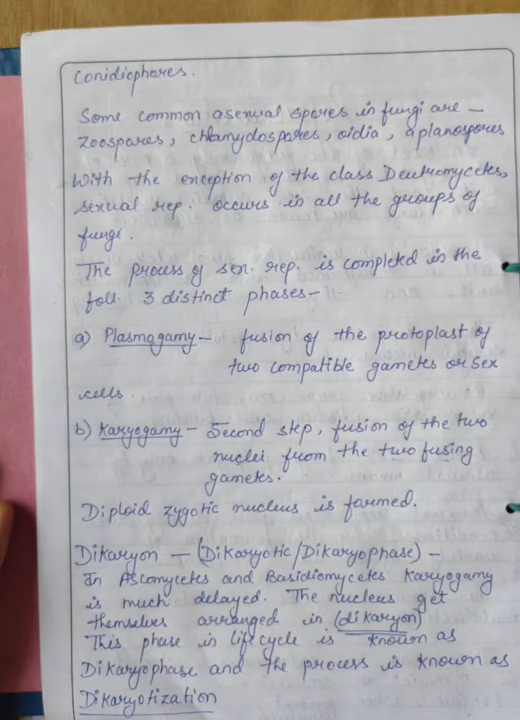 Conidiophores.
Some common asexual spores in fungi are –
Zoospores, chlamydospores, oidia, aplanospores
With the exception of the class Deutromycetes,
sexual rep. occurs in all the groups of
fungi.
The process of sex. rep. is completed in the
foll. 3 distinct phases –
a) Plasmogamy – fusion of the protoplast of
two compatible gametes or sex
cells.
b) Karyogamy – Second step, fusion of the two
nuclei from the two fusing
gametes.
Diploid zygotic nucleus is formed.
Dikaryon – (Dikaryotic/Dikaryophase) –
In Ascomycetes and Basidiomycetes Karyogamy
is much delayed. The nucleus get
themselves arranged in (dikaryon)
This phase in lifecycle is known as
Dikaryophase and the process is known as
Dikaryotization